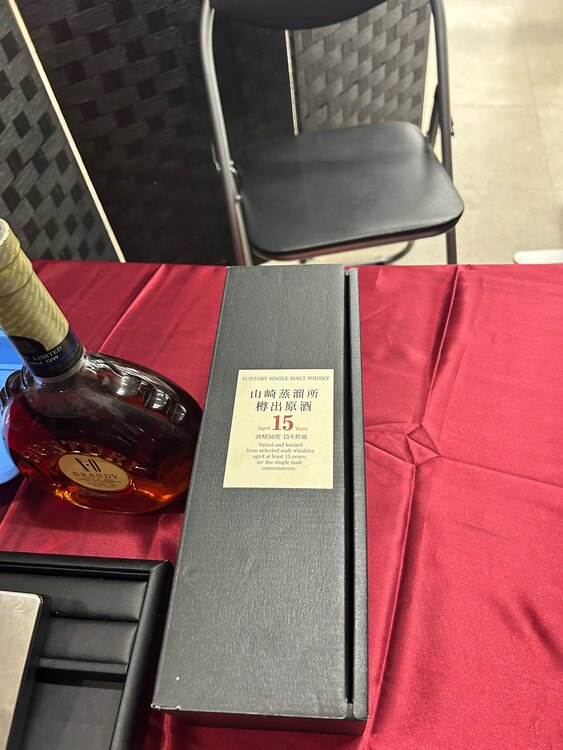 SUNTORY SINGLE MALT WHISKY
山崎蒸溜所
樽出原酒
Aged 15 Years
酒精56度 15年貯蔵
Vatted and bottled
from selected malt whiskies
aged at least 15 years,
for the single malt
connoisseurs.
LIMITED
1899
X·O
BRANDY